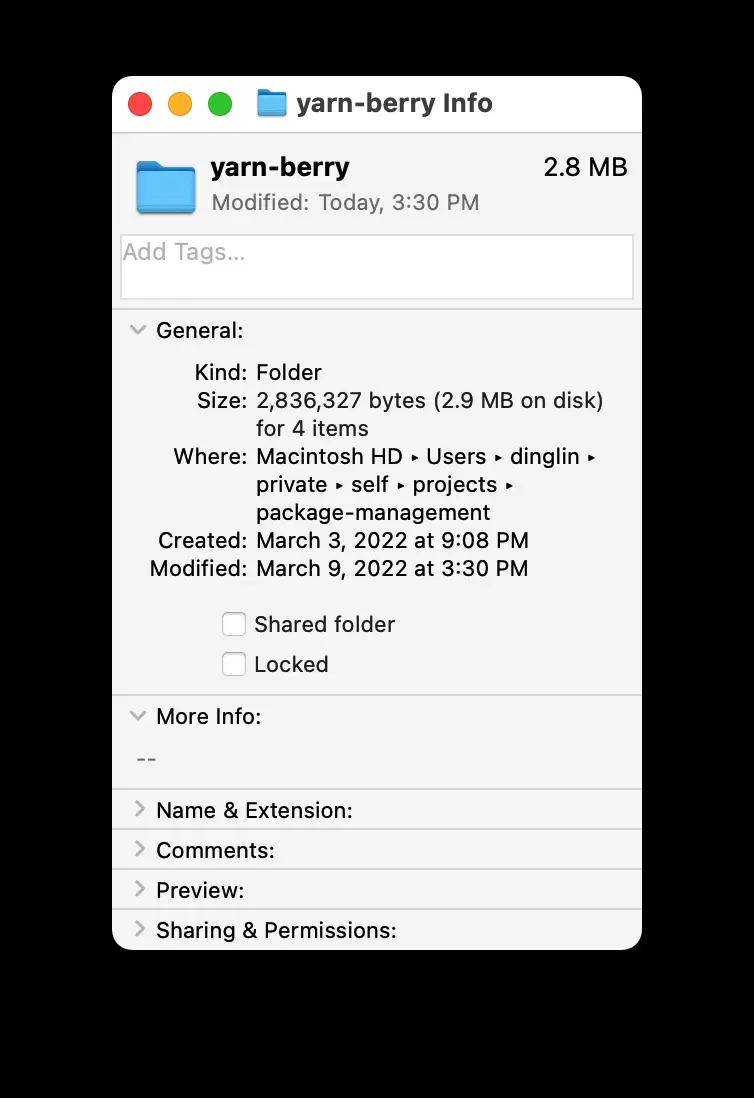 yarn-berry Info
yarn-berry 2.8 MB
Modified: Today, 3:30 PM
Add Tags...
General:
Kind: Folder
Size: 2,836,327 bytes (2.9 MB on disk)
for 4 items
Where: Macintosh HD ▸ Users ▸ dinglin ▸
private ▸ self ▸ projects ▸
package-management
Created: March 3, 2022 at 9:08 PM
Modified: March 9, 2022 at 3:30 PM
Shared folder
Locked
More Info:
--
Name & Extension:
Comments:
Preview:
Sharing & Permissions: